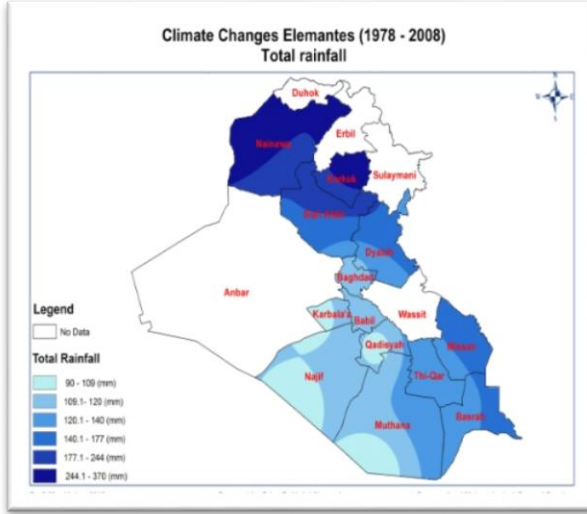 Climate Changes Elemantes (1978 - 2008)
Total rainfall
N
Duhok
Erbil
Nainawa
Kirkuk
Sulaymani
Dyalah
Baghdad
Anbar
Wassit
Karbala'a
Babil
Qadisyah
Missan
Najif
Thi-Qar
Muthana
Basrah
Legend
No Data
Total Rainfall
90 - 109 (mm)
109.1- 120 (mm)
120.1 - 140 (mm)
140.1 - 177 (mm)
177.1 - 244 (mm)
244.1 - 370 (mm)